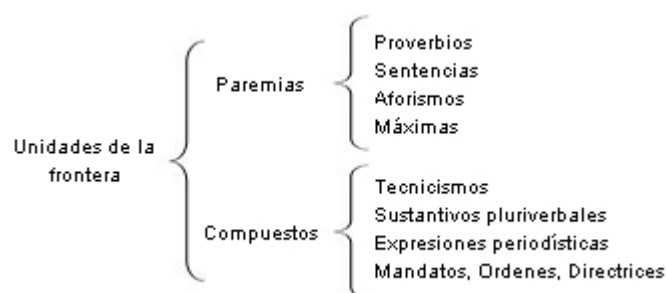 Unidades de la
frontera
Paremias
Proverbios
Sentencias
Aforismos
Máximas
Compuestos
Tecnicismos
Sustantivos pluriverbales
Expresiones periodísticas
Mandatos, Ordenes, Directrices